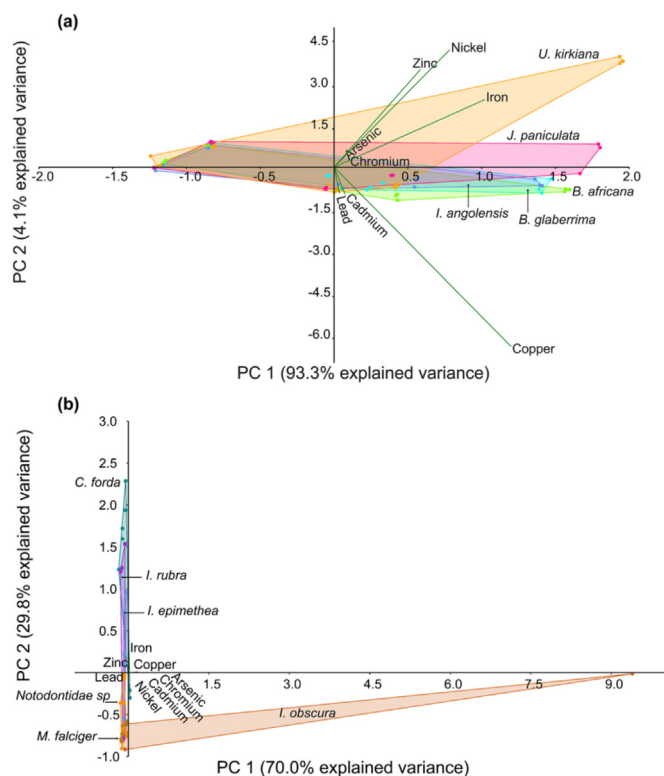 (a)
4.5
Nickel
Zinc
U. kirkiana
3.0
Iron
1.5
Arsenic
J. paniculata
Chromium
-2.0
-1.5
-1.0
-0.5
0.5
1.0
1.5
2.0
B. africana
I. angolensis
B. glaberrima
Lead
Cadmium
-1.5
-3.0
-4.5
-6.0
Copper
PC 2 (4.1% explained variance)
PC 1 (93.3% explained variance)
(b)
3.0
2.5
C. forda
2.0
1.5
I. rubra
1.0
I. epimethea
0.5
Iron
Zinc
Copper
Lead
Arsenic
Chromium
Cadmium
Nickel
1.5
3.0
4.5
6.0
7.5
9.0
Notodontidae sp
-0.5
I. obscura
M. falciger
-1.0
PC 2 (29.8% explained variance)
PC 1 (70.0% explained variance)